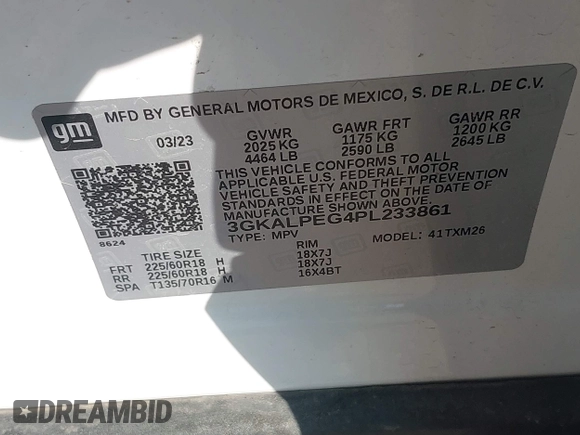 MFD BY GENERAL MOTORS DE MEXICO, S. DE R.L. DE C.V.
gm
03/23 GVWR GAWR FRT GAWR RR
2025 KG 1175 KG 1200 KG
4464 LB 2590 LB 2645 LB
THIS VEHICLE CONFORMS TO ALL
APPLICABLE U.S. FEDERAL MOTOR
VEHICLE SAFETY AND THEFT PREVENTION
STANDARDS IN EFFECT ON THE DATE OF
MANUFACTURE SHOWN ABOVE.
3GKALPEG4PL233861
8624
TYPE: MPV MODEL: 41TXM26
TIRE SIZE RIM
FRT 225/60R18 H 18X7J
RR 225/60R18 H 18X7J
SPA T135/70R16 M 16X4BT
DREAMBID